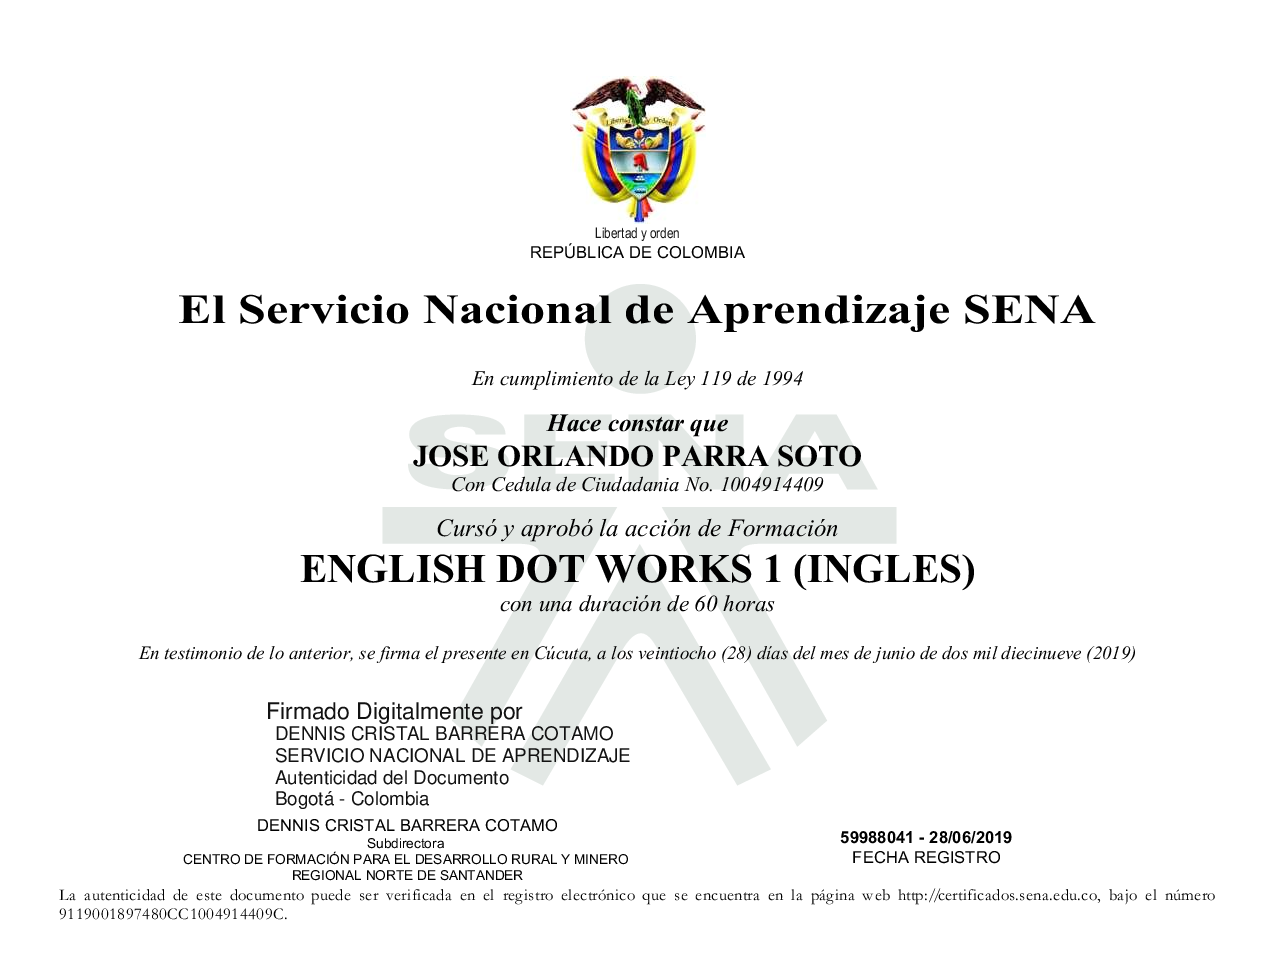 Libertad y Orden
Libertad y orden
REPÚBLICA DE COLOMBIA
El Servicio Nacional de Aprendizaje SENA
En cumplimiento de la Ley 119 de 1994
Hace constar que
SENA
JOSE ORLANDO PARRA SOTO
Con Cedula de Ciudadania No. 1004914409
Cursó y aprobó la acción de Formación
ENGLISH DOT WORKS 1 (INGLES)
con una duración de 60 horas
En testimonio de lo anterior, se firma el presente en Cúcuta, a los veintiocho (28) días del mes de junio de dos mil diecinueve (2019)
Firmado Digitalmente por
DENNIS CRISTAL BARRERA COTAMO
SERVICIO NACIONAL DE APRENDIZAJE
Autenticidad del Documento
Bogotá - Colombia
DENNIS CRISTAL BARRERA COTAMO
Subdirectora
CENTRO DE FORMACIÓN PARA EL DESARROLLO RURAL Y MINERO
REGIONAL NORTE DE SANTANDER
59988041 - 28/06/2019
FECHA REGISTRO
La autenticidad de este documento puede ser verificada en el registro electrónico que se encuentra en la página web http://certificados.sena.edu.co, bajo el número
9119001897480CC1004914409C.